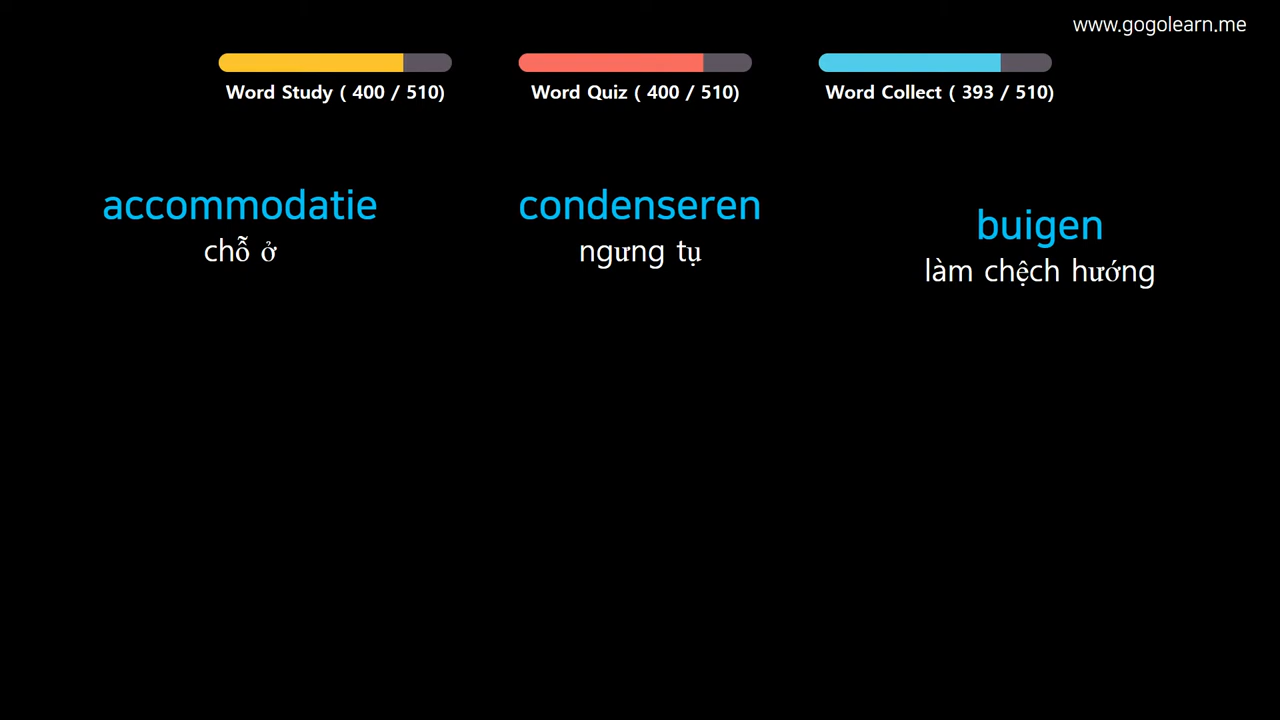 www.gogolearn.me
Word Study ( 400 / 510)
Word Quiz ( 400 / 510)
Word Collect ( 393 / 510)
accommodatie
chỗ ở
condenseren
ngưng tụ
buigen
làm chệch hướng